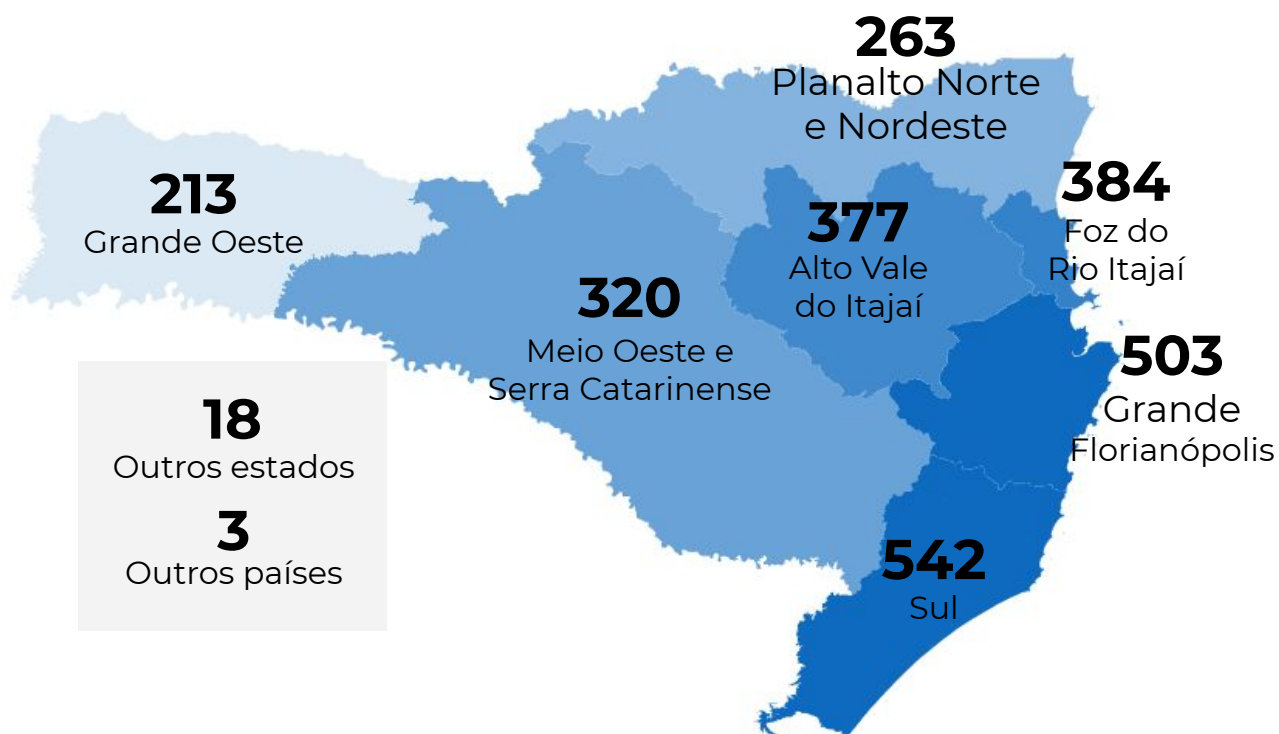 263
Planalto Norte
e Nordeste
213
Grande Oeste
384
Foz do
Rio Itajaí
377
Alto Vale
do Itajaí
320
Meio Oeste e
Serra Catarinense
503
Grande
Florianópolis
18
Outros estados
3
Outros países
542
Sul